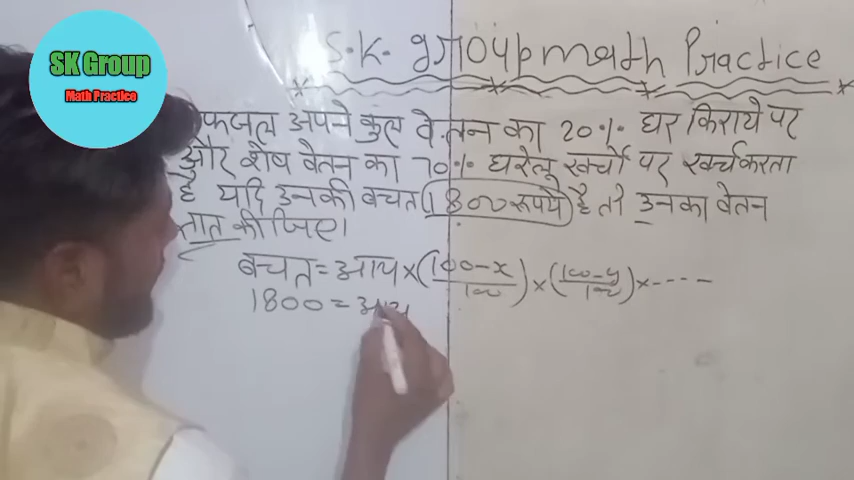 SK Group
Math Practice
S.K. group math Practice
फजल अपने कुल वेतन का 20% घर किराये पर
और शेष वेतन का 70% घरेलू खर्चों पर खर्च करता
है यदि उनकी बचत 1800 रूपये है तो उनका वेतन
ज्ञात कीजिए।
बचत = आय × (100-x/100) × (100-y/100) × ----
1800 = आय